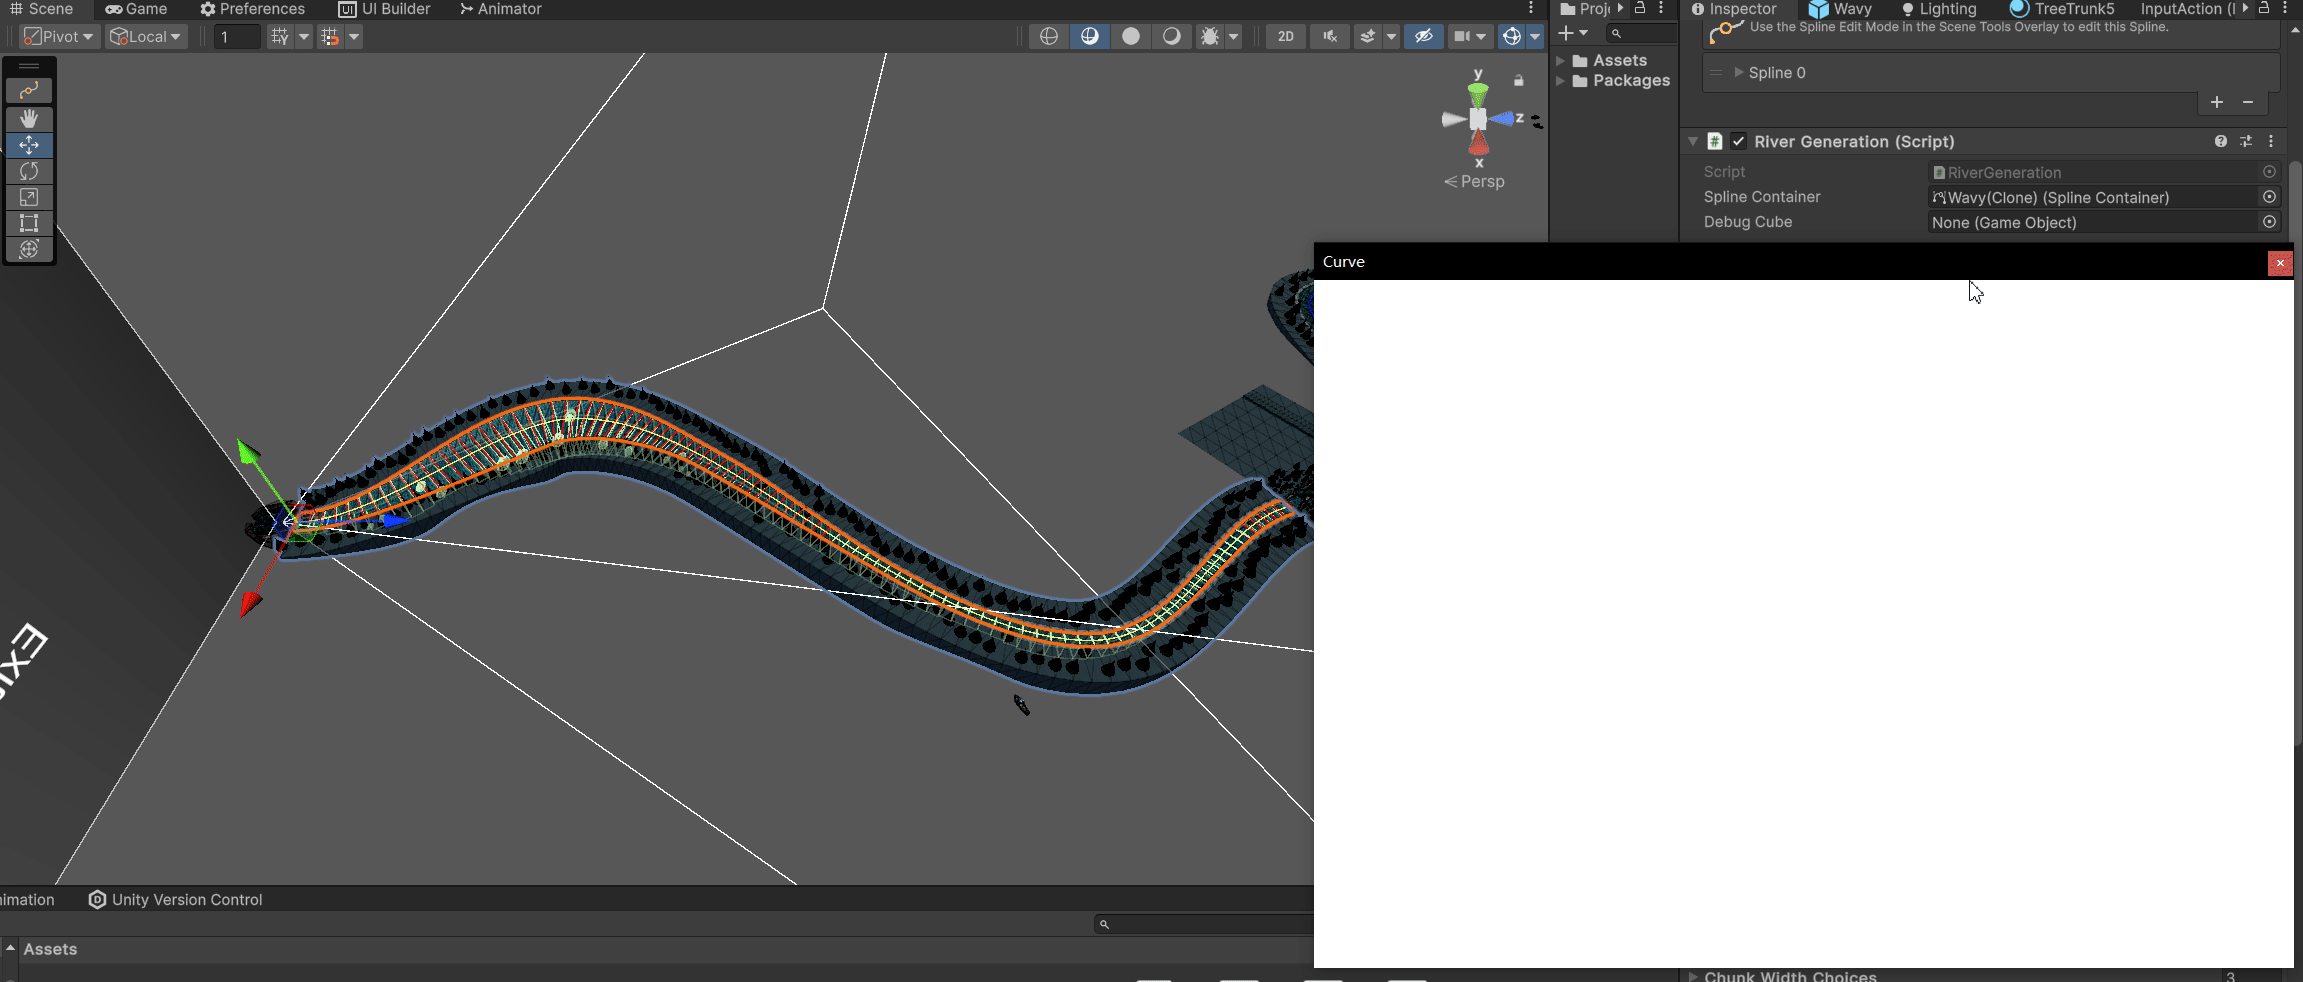 Scene Game Preferences UI Builder Animator
Proj
Inspector Wavy Lighting TreeTrunk5 InputAction (I
Pivot Local 1 2D
Use the Spline Edit Mode in the Scene Tools Overlay to edit this Spline.
Assets
Packages
Spline 0
y
z
x
Persp
River Generation (Script)
Script RiverGeneration
Spline Container Wavy(Clone) (Spline Container)
Debug Cube None (Game Object)
Curve
imation Unity Version Control
Assets
Chunk Width Choices 3